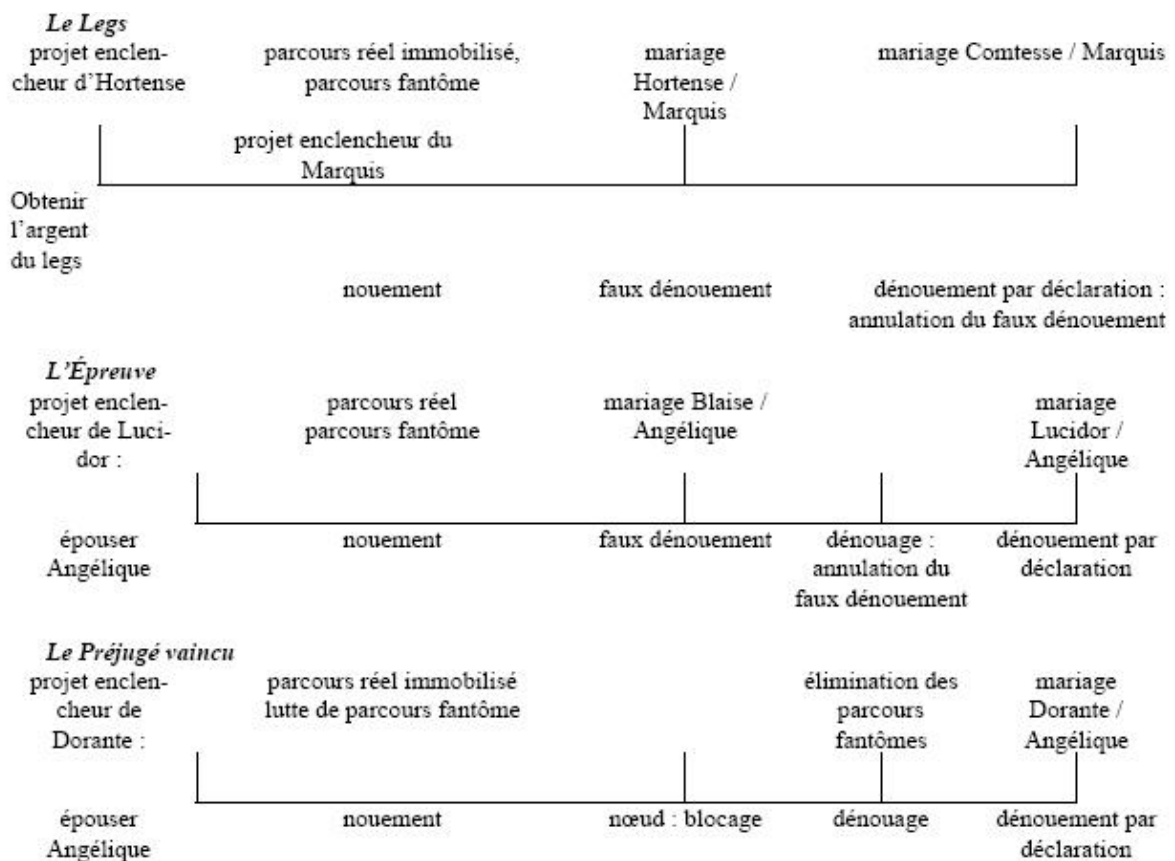 Le Legs
projet enclen-
cheur d’Hortense
parcours réel immobilisé,
parcours fantôme
mariage
Hortense /
Marquis
mariage Comtesse / Marquis
projet enclencheur du
Marquis
Obtenir
l’argent
du legs
nouement
faux dénouement
dénouement par déclaration :
annulation du faux dénouement
L’Épreuve
projet enclen-
cheur de Luci-
dor :
parcours réel
parcours fantôme
mariage Blaise /
Angélique
mariage
Lucidor /
Angélique
épouser
Angélique
nouement
faux dénouement
dénouage :
annulation du
faux dénouement
dénouement par
déclaration
Le Préjugé vaincu
projet enclen-
cheur de
Dorante :
parcours réel immobilisé
lutte de parcours fantôme
élimination des
parcours
fantômes
mariage
Dorante /
Angélique
épouser
Angélique
nouement
nœud : blocage
dénouage
dénouement par
déclaration